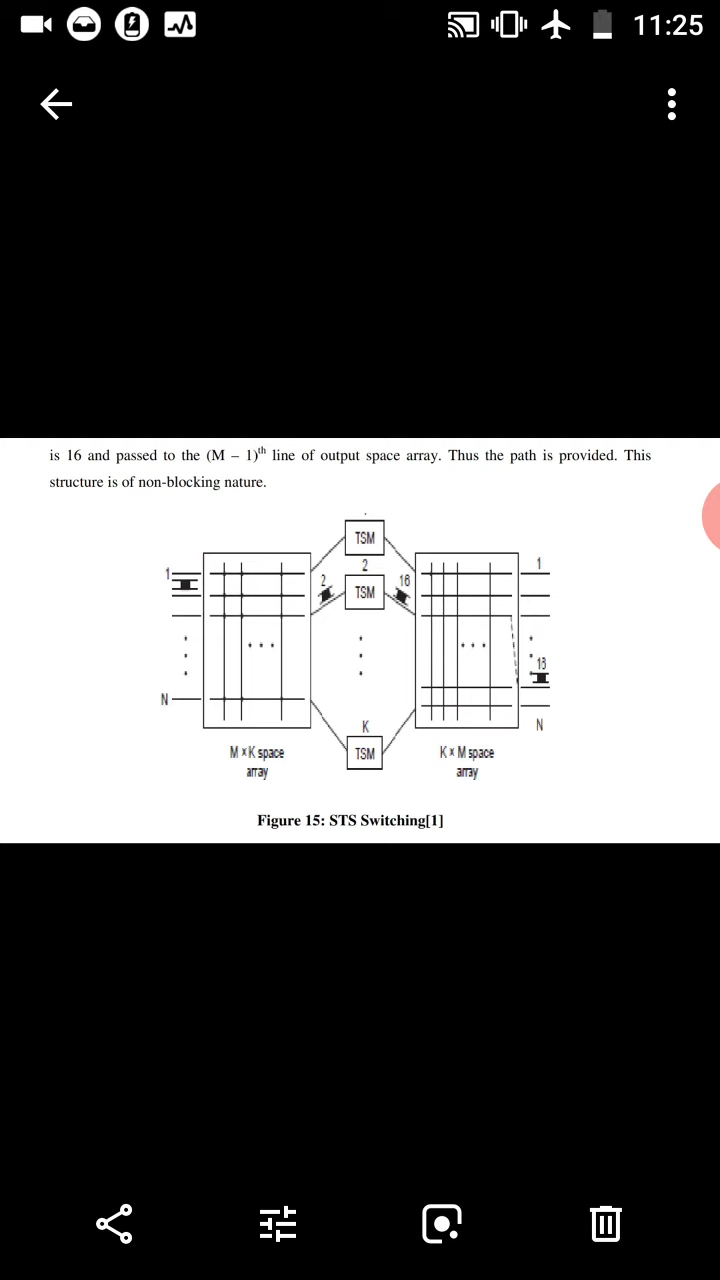 11:25
is 16 and passed to the (M – 1)th line of output space array. Thus the path is provided. This
structure is of non-blocking nature.
TSM
1
2
1
2
TSM
16
16
N
K
TSM
N
M × K space
array
K × M space
array
Figure 15: STS Switching[1]